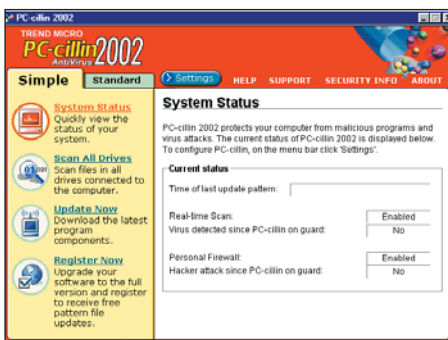 PC-cillin 2002
TREND MICRO
PC-cillin 2002
AntiVirus
Simple
Standard
Settings
HELP
SUPPORT
SECURITY INFO
ABOUT
System Status
Quickly view the
status of your
system.
Scan All Drives
Scan files in all
drives connected to
the computer.
Update Now
Download the latest
program
components.
Register Now
Upgrade your
software to the full
version and register
to receive free
pattern file
updates.
System Status
PC-cillin 2002 protects your computer from malicious programs and
virus attacks. The current status of PC-cillin 2002 is displayed below.
To configure PC-cillin, on the menu bar click 'Settings'.
Current status
Time of last update pattern:
Real-time Scan: Enabled
Virus detected since PC-cillin on guard: No
Personal Firewall: Enabled
Hacker attack since PC-cillin on guard: No